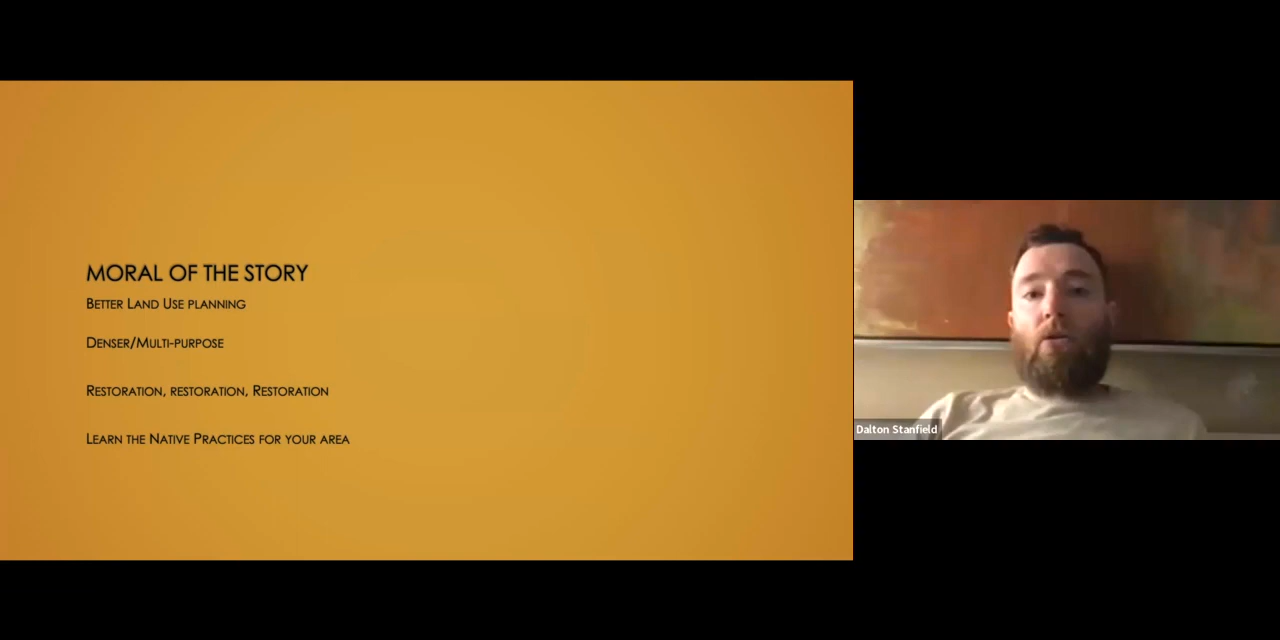 MORAL OF THE STORY
BETTER LAND USE PLANNING
DENSER/MULTI-PURPOSE
RESTORATION, RESTORATION, RESTORATION
LEARN THE NATIVE PRACTICES FOR YOUR AREA
Dalton Stanfield